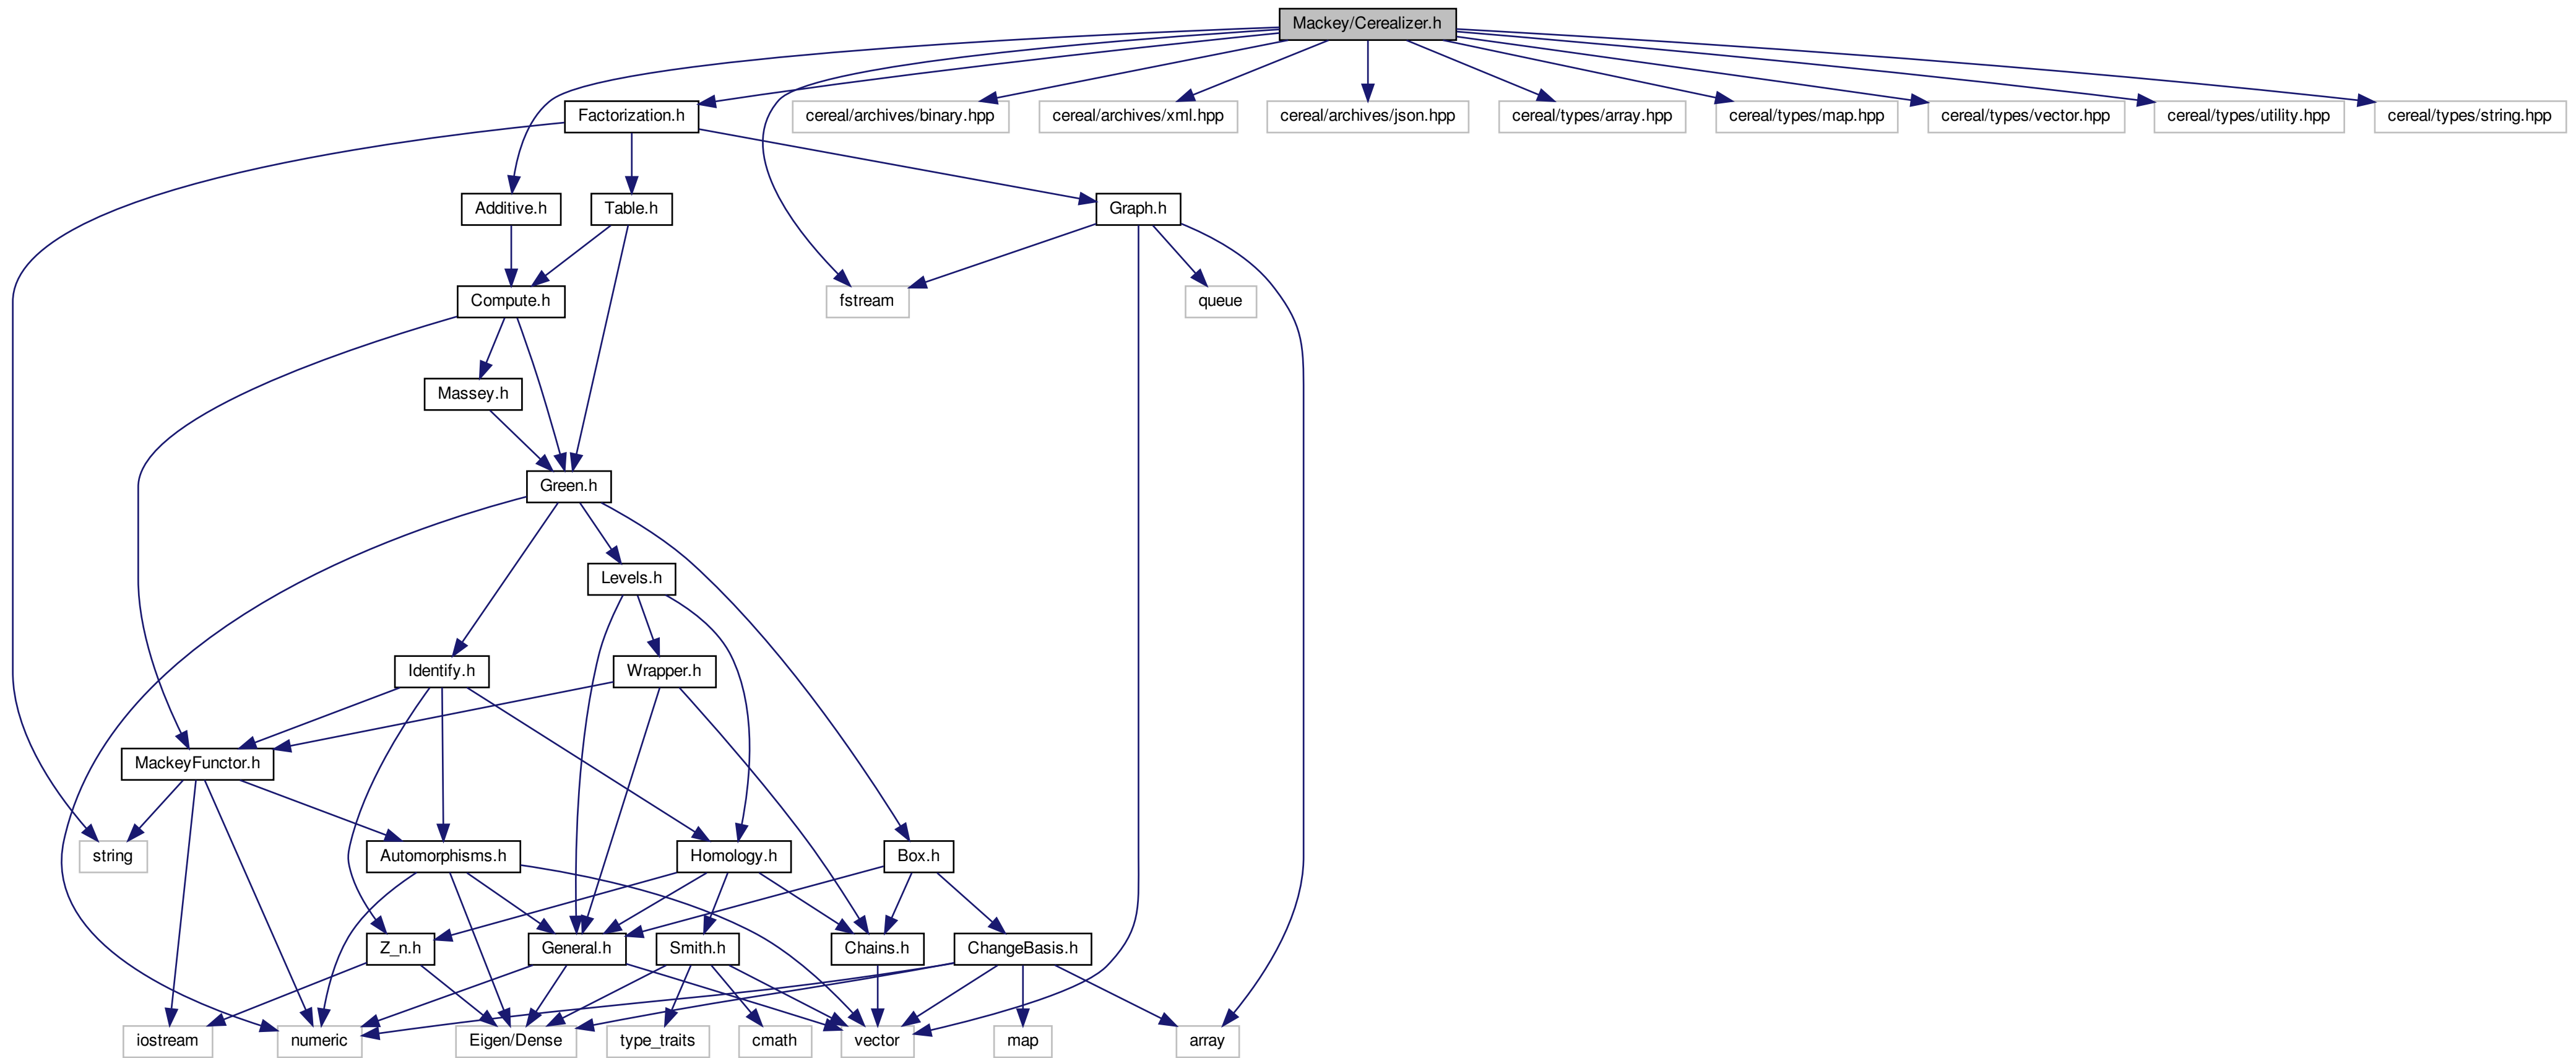 Mackey/Cerealizer.h
Factorization.h
cereal/archives/binary.hpp
cereal/archives/xml.hpp
cereal/archives/json.hpp
cereal/types/array.hpp
cereal/types/map.hpp
cereal/types/vector.hpp
cereal/types/utility.hpp
cereal/types/string.hpp
Additive.h
Table.h
Graph.h
Compute.h
fstream
queue
Massey.h
Green.h
Levels.h
Identify.h
Wrapper.h
MackeyFunctor.h
string
Automorphisms.h
Homology.h
Box.h
Z_n.h
General.h
Smith.h
Chains.h
ChangeBasis.h
iostream
numeric
Eigen/Dense
type_traits
cmath
vector
map
array